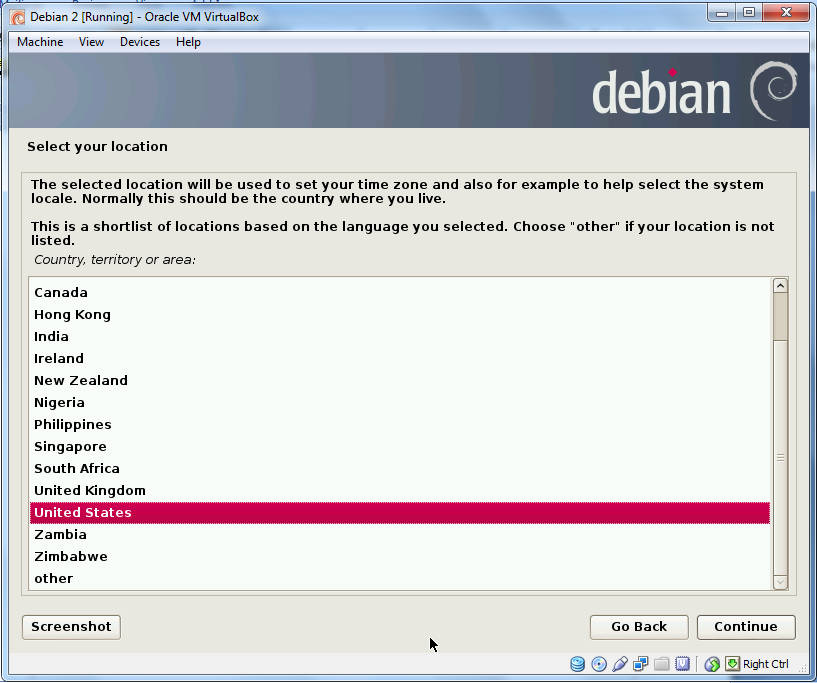 Debian 2 [Running] - Oracle VM VirtualBox
Machine View Devices Help
debian
Select your location
The selected location will be used to set your time zone and also for example to help select the system
locale. Normally this should be the country where you live.
This is a shortlist of locations based on the language you selected. Choose "other" if your location is not
listed.
Country, territory or area:
Canada
Hong Kong
India
Ireland
New Zealand
Nigeria
Philippines
Singapore
South Africa
United Kingdom
United States
Zambia
Zimbabwe
other
Screenshot Go Back Continue
Right Ctrl